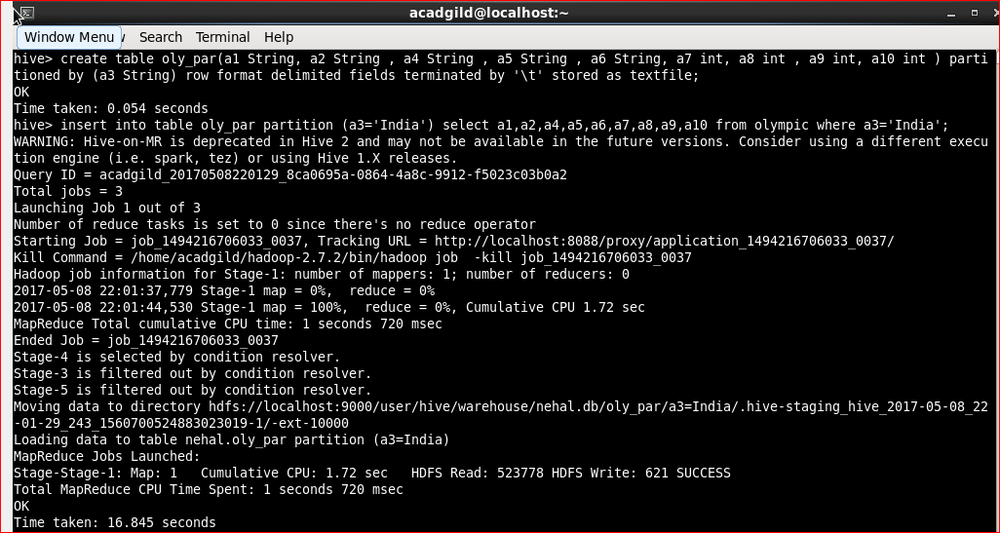 acadgild@localhost:~
Window Menu Search Terminal Help
hive> create table oly_par(a1 String, a2 String , a4 String , a5 String , a6 String, a7 int, a8 int , a9 int, a10 int ) parti
tioned by (a3 String) row format delimited fields terminated by '\t' stored as textfile;
OK
Time taken: 0.054 seconds
hive> insert into table oly_par partition (a3='India') select a1,a2,a4,a5,a6,a7,a8,a9,a10 from olympic where a3='India';
WARNING: Hive-on-MR is deprecated in Hive 2 and may not be available in the future versions. Consider using a different execu
tion engine (i.e. spark, tez) or using Hive 1.X releases.
Query ID = acadgild_20170508220129_8ca0695a-0864-4a8c-9912-f5023c03b0a2
Total jobs = 3
Launching Job 1 out of 3
Number of reduce tasks is set to 0 since there's no reduce operator
Starting Job = job_1494216706033_0037, Tracking URL = http://localhost:8088/proxy/application_1494216706033_0037/
Kill Command = /home/acadgild/hadoop-2.7.2/bin/hadoop job  -kill job_1494216706033_0037
Hadoop job information for Stage-1: number of mappers: 1; number of reducers: 0
2017-05-08 22:01:37,779 Stage-1 map = 0%,  reduce = 0%
2017-05-08 22:01:44,530 Stage-1 map = 100%,  reduce = 0%, Cumulative CPU 1.72 sec
MapReduce Total cumulative CPU time: 1 seconds 720 msec
Ended Job = job_1494216706033_0037
Stage-4 is selected by condition resolver.
Stage-3 is filtered out by condition resolver.
Stage-5 is filtered out by condition resolver.
Moving data to directory hdfs://localhost:9000/user/hive/warehouse/nehal.db/oly_par/a3=India/.hive-staging_hive_2017-05-08_22
-01-29_243_1560700524883023019-1/-ext-10000
Loading data to table nehal.oly_par partition (a3=India)
MapReduce Jobs Launched:
Stage-Stage-1: Map: 1   Cumulative CPU: 1.72 sec   HDFS Read: 523778 HDFS Write: 621 SUCCESS
Total MapReduce CPU Time Spent: 1 seconds 720 msec
OK
Time taken: 16.845 seconds